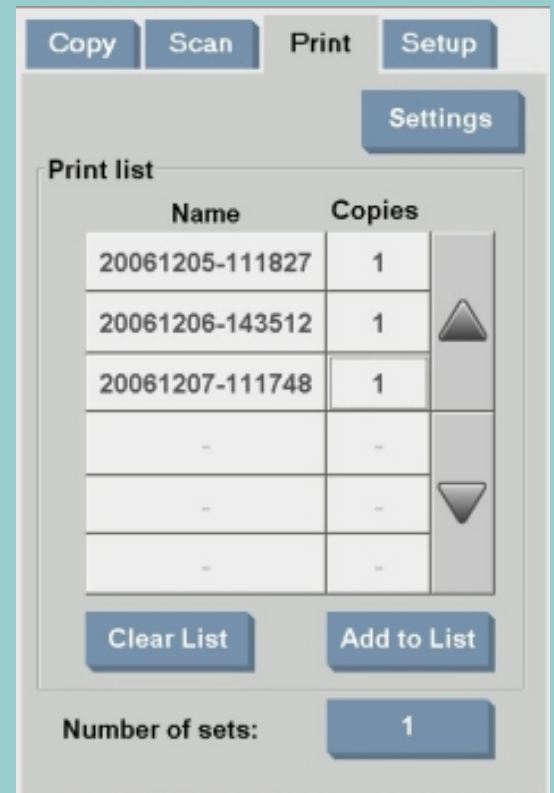 Copy Scan Print Setup
Settings
Print list
Name Copies
20061205-111827 1
20061206-143512 1
20061207-111748 1
- -
- -
- -
Clear List Add to List
Number of sets: 1